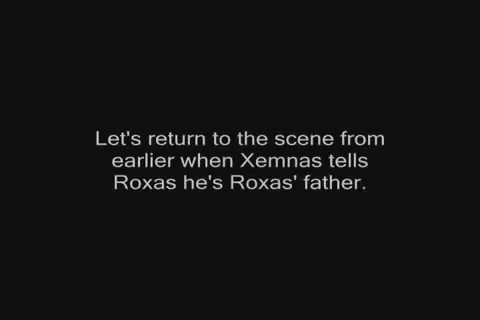 Let's return to the scene from
earlier when Xemnas tells
Roxas he's Roxas' father.